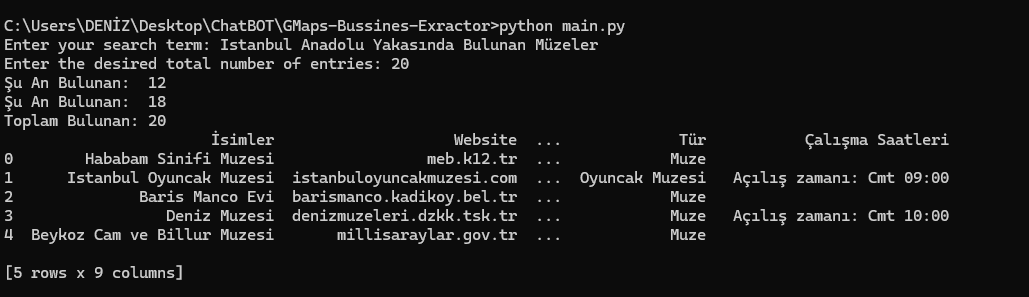 C:\Users\DENİZ\Desktop\ChatBOT\GMaps-Bussines-Exractor>python main.py
Enter your search term: Istanbul Anadolu Yakasında Bulunan Müzeler
Enter the desired total number of entries: 20
Şu An Bulunan:  12
Şu An Bulunan:  18
Toplam Bulunan: 20
                       İsimler                    Website  ...             Tür           Çalışma Saatleri
0        Hababam Sinifi Muzesi                 meb.k12.tr  ...            Muze
1      Istanbul Oyuncak Muzesi  istanbuloyuncakmuzesi.com  ...  Oyuncak Muzesi   Açılış zamanı: Cmt 09:00
2              Baris Manco Evi  barismanco.kadikoy.bel.tr  ...            Muze
3                 Deniz Muzesi  denizmuzeleri.dzkk.tsk.tr  ...            Muze   Açılış zamanı: Cmt 10:00
4  Beykoz Cam ve Billur Muzesi       millisaraylar.gov.tr  ...            Muze
[5 rows x 9 columns]